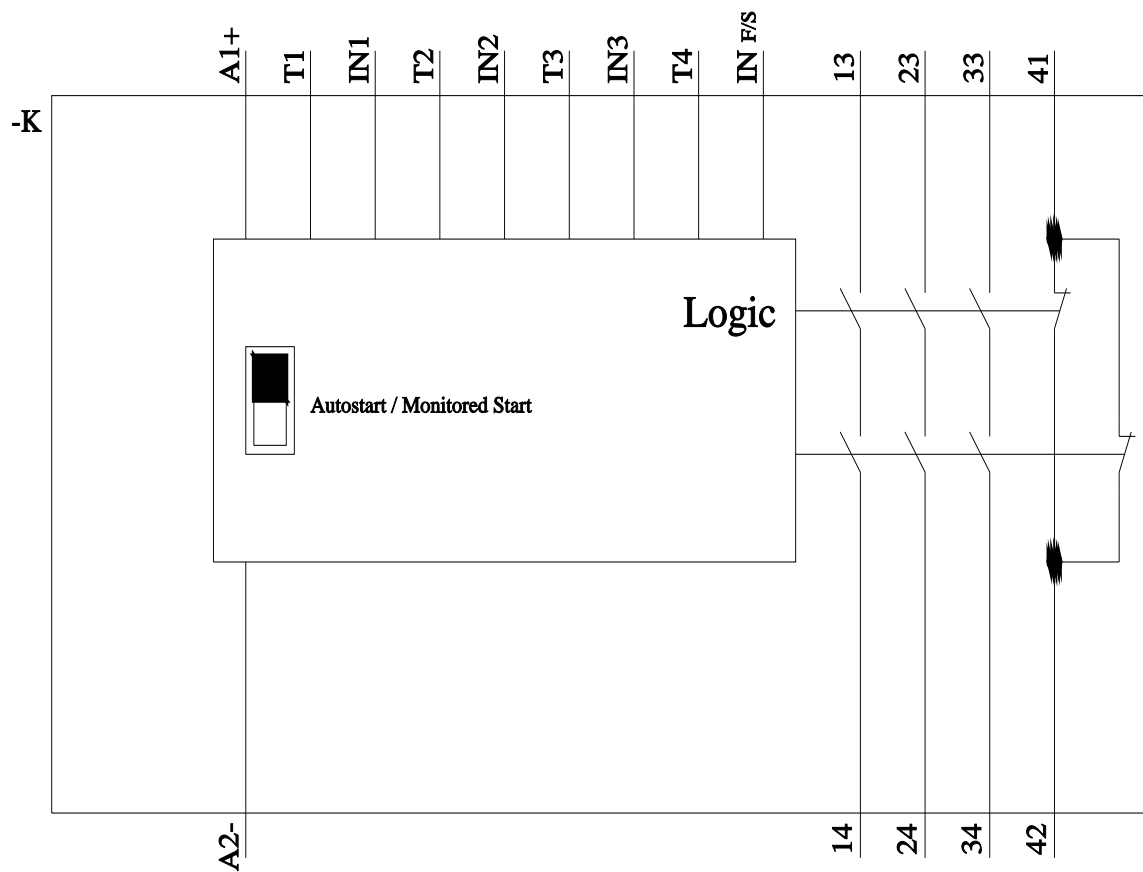 A1+ T1 IN1 T2 IN2 T3 IN3 T4 IN F/S 13 23 33 41
-K
Logic
Autostart / Monitored Start
A2- 14 24 34 42